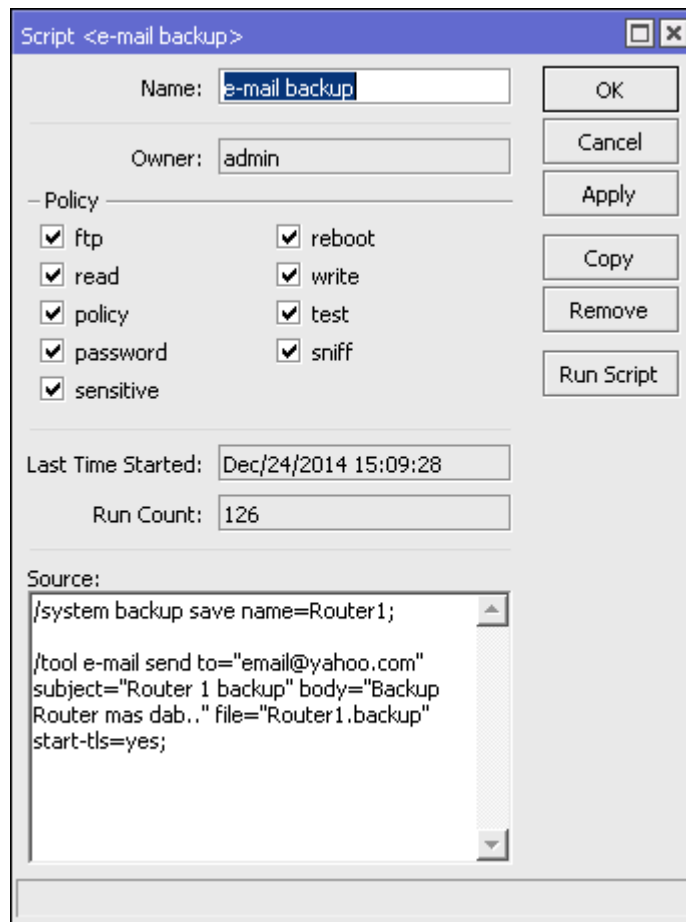 Script <e-mail backup>
Name: e-mail backup
OK
Owner: admin
Cancel
Policy
Apply
ftp reboot
Copy
read write
policy test
Remove
password sniff
Run Script
sensitive
Last Time Started: Dec/24/2014 15:09:28
Run Count: 126
Source:
/system backup save name=Router1;
/tool e-mail send to="email@yahoo.com"
subject="Router 1 backup" body="Backup
Router mas dab.." file="Router1.backup"
start-tls=yes;